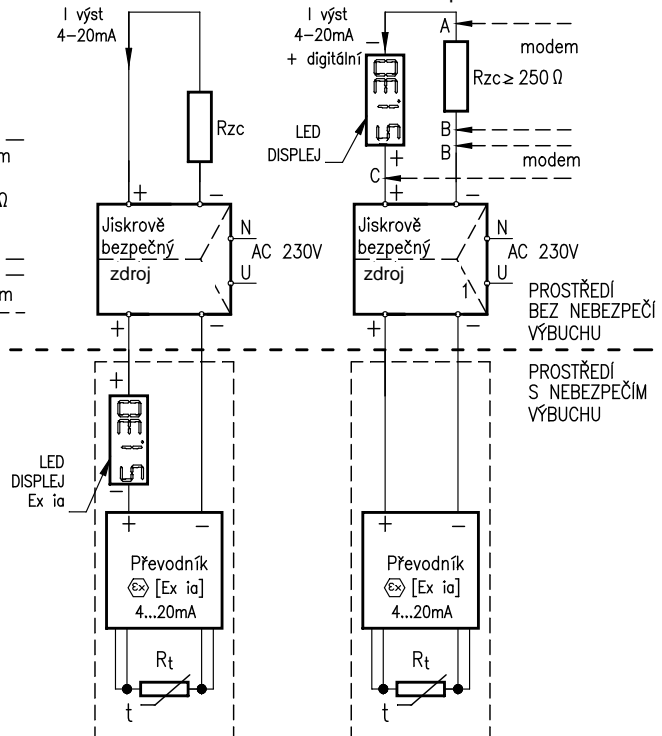 I výst
4–20mA
Rzc
+
–
Jiskrově
bezpečný
zdroj
N
AC 230V
U
+
–
+
LED
DISPLEJ
Ex ia
–
+
–
Převodník
Ex [Ex ia]
4...20mA
Rt
t
m
Ω
m
I výst
4–20mA
+ digitální
–
A
modem
Rzc ≥ 250 Ω
LED
DISPLEJ
B
B
modem
+
C
+
–
Jiskrově
bezpečný
zdroj
1
N
AC 230V
U
+
–
PROSTŘEDÍ
BEZ NEBEZPEČÍ
VÝBUCHU
PROSTŘEDÍ
S NEBEZPEČÍM
VÝBUCHU
+
–
Převodník
Ex [Ex ia]
4...20mA
Rt
t